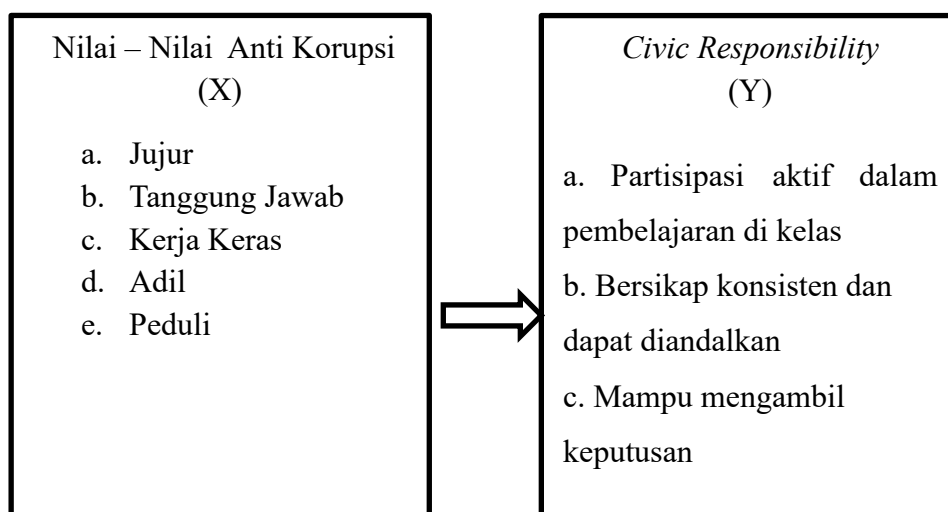 Nilai – Nilai Anti Korupsi
(X)
a. Jujur
b. Tanggung Jawab
c. Kerja Keras
d. Adil
e. Peduli
Civic Responsibility
(Y)
a. Partisipasi aktif dalam
pembelajaran di kelas
b. Bersikap konsisten dan
dapat diandalkan
c. Mampu mengambil
keputusan